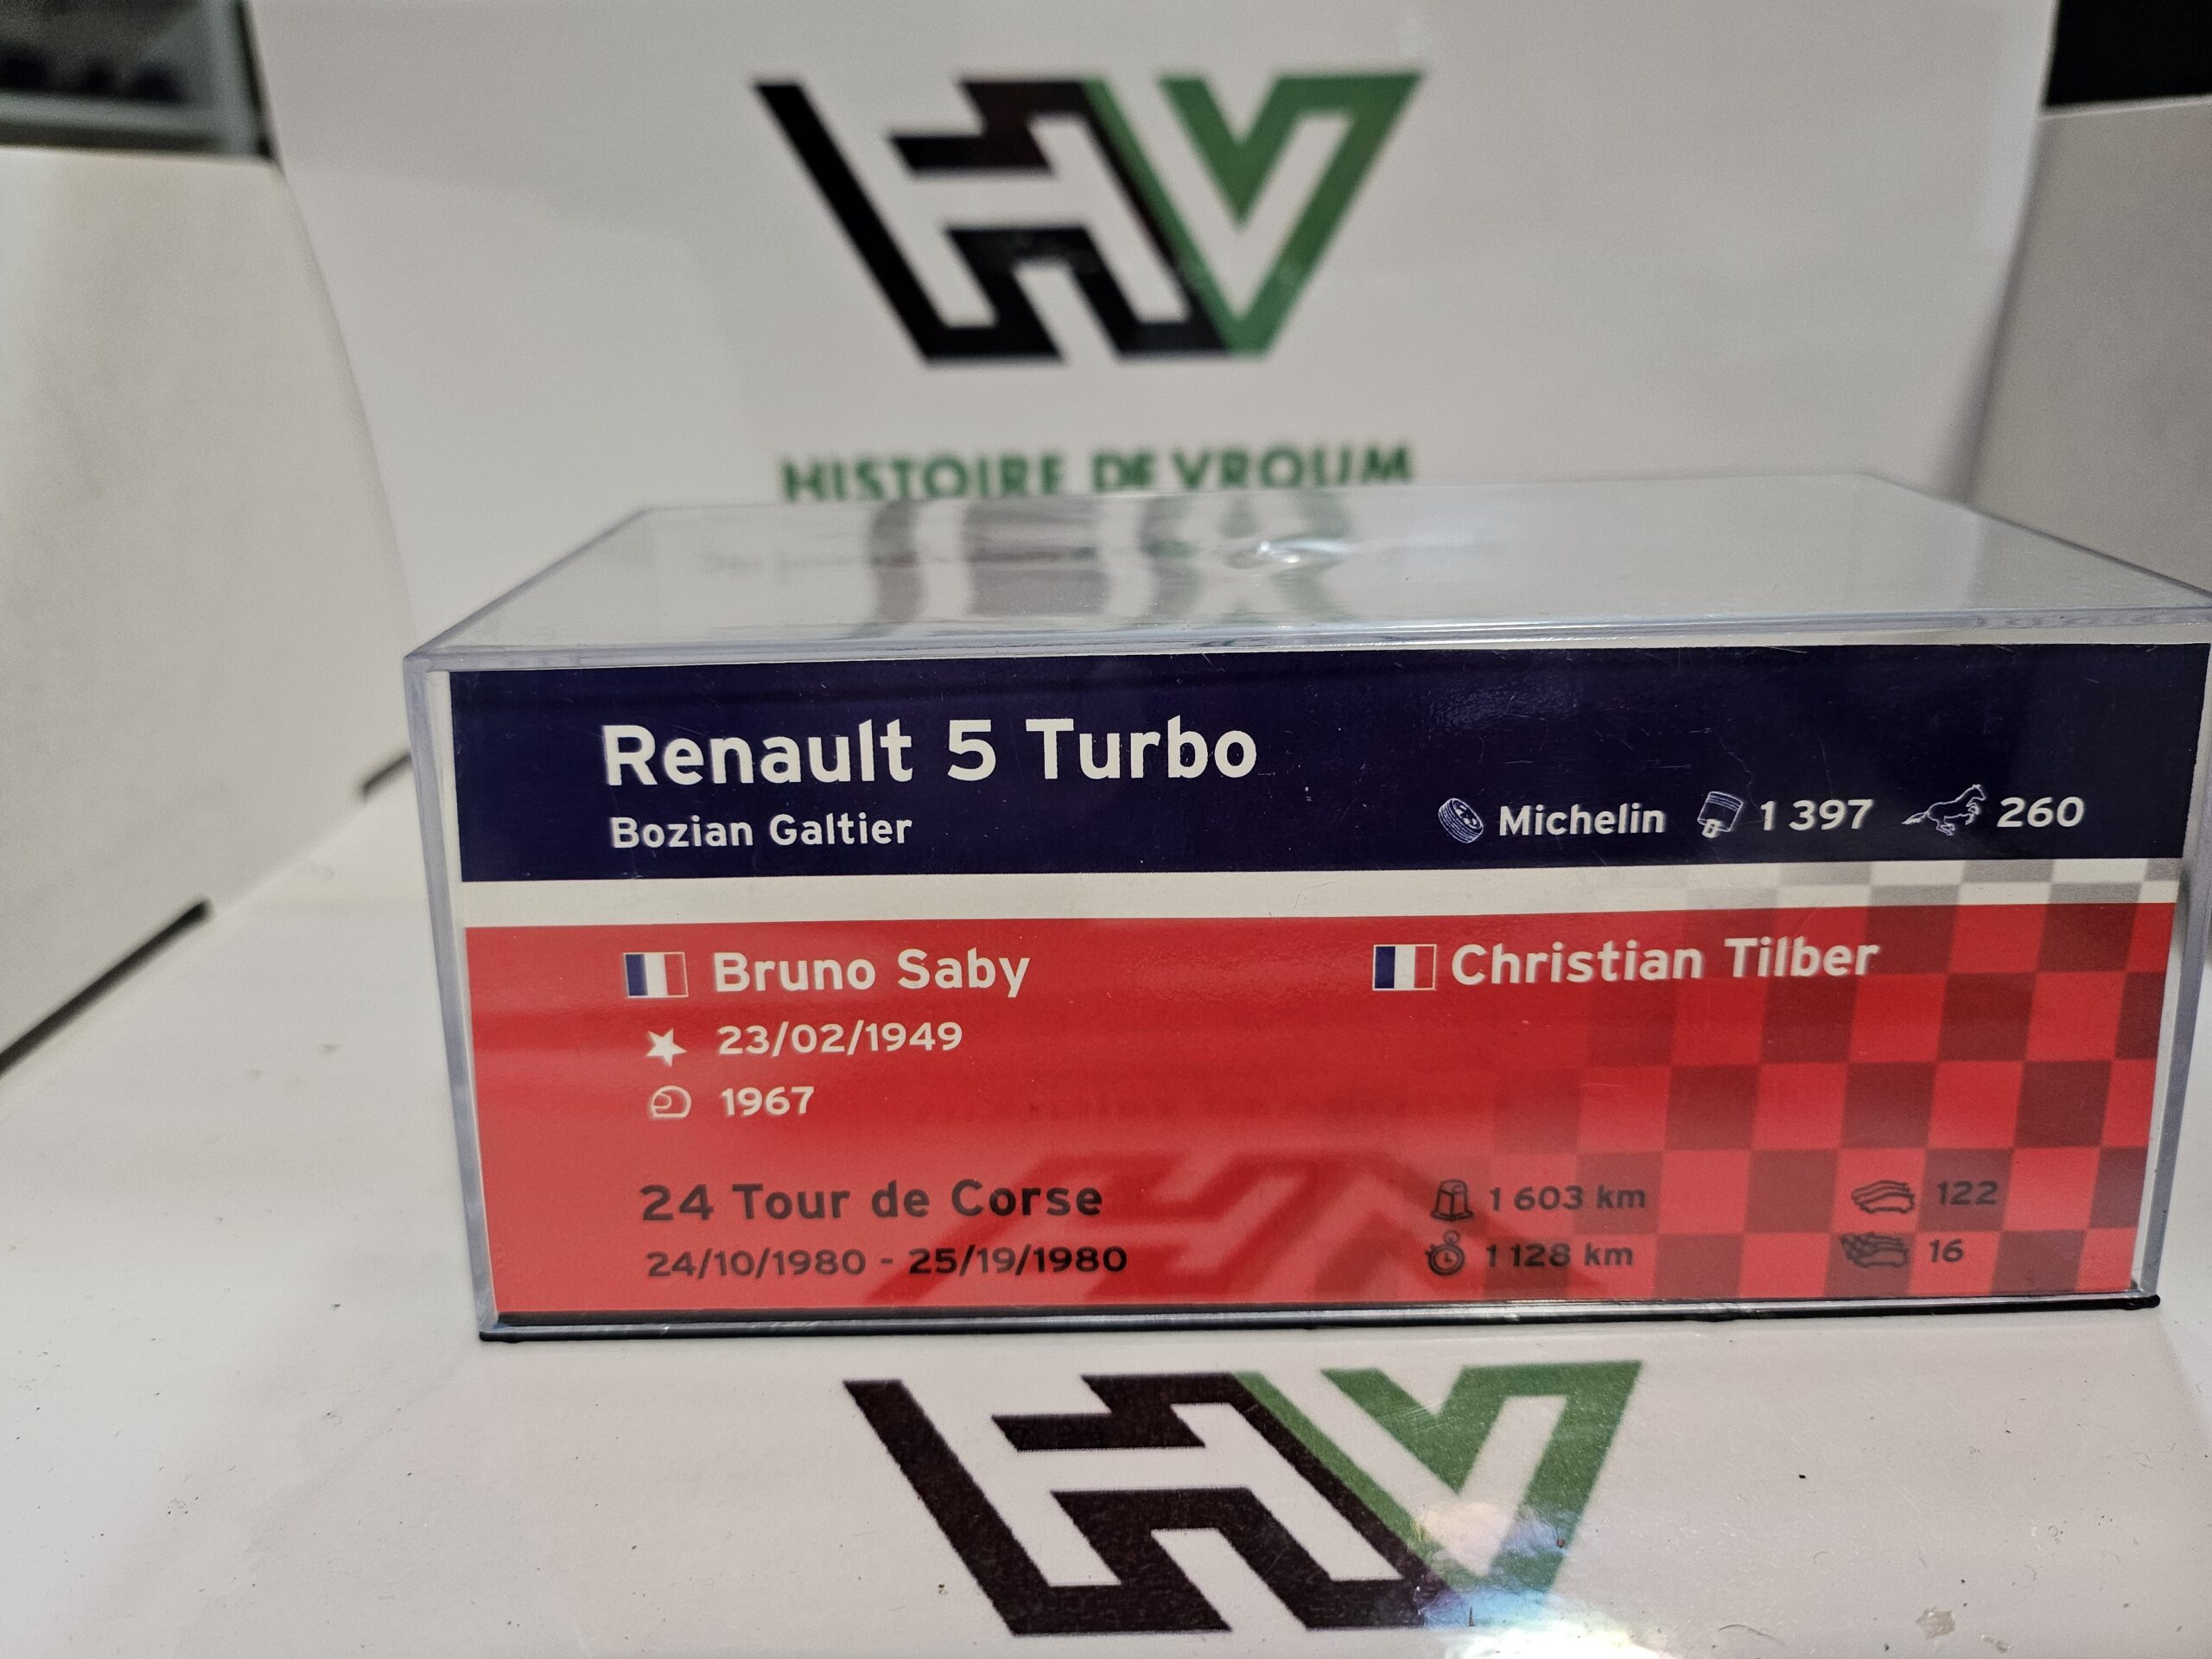 HV
HISTOIRE DE VROUM
Renault 5 Turbo
Bozian Galtier
Michelin 1 397 260
Bruno Saby
Christian Tilber
23/02/1949
1967
24 Tour de Corse
24/10/1980 - 25/19/1980
1 603 km 122
1 128 km 16
HV